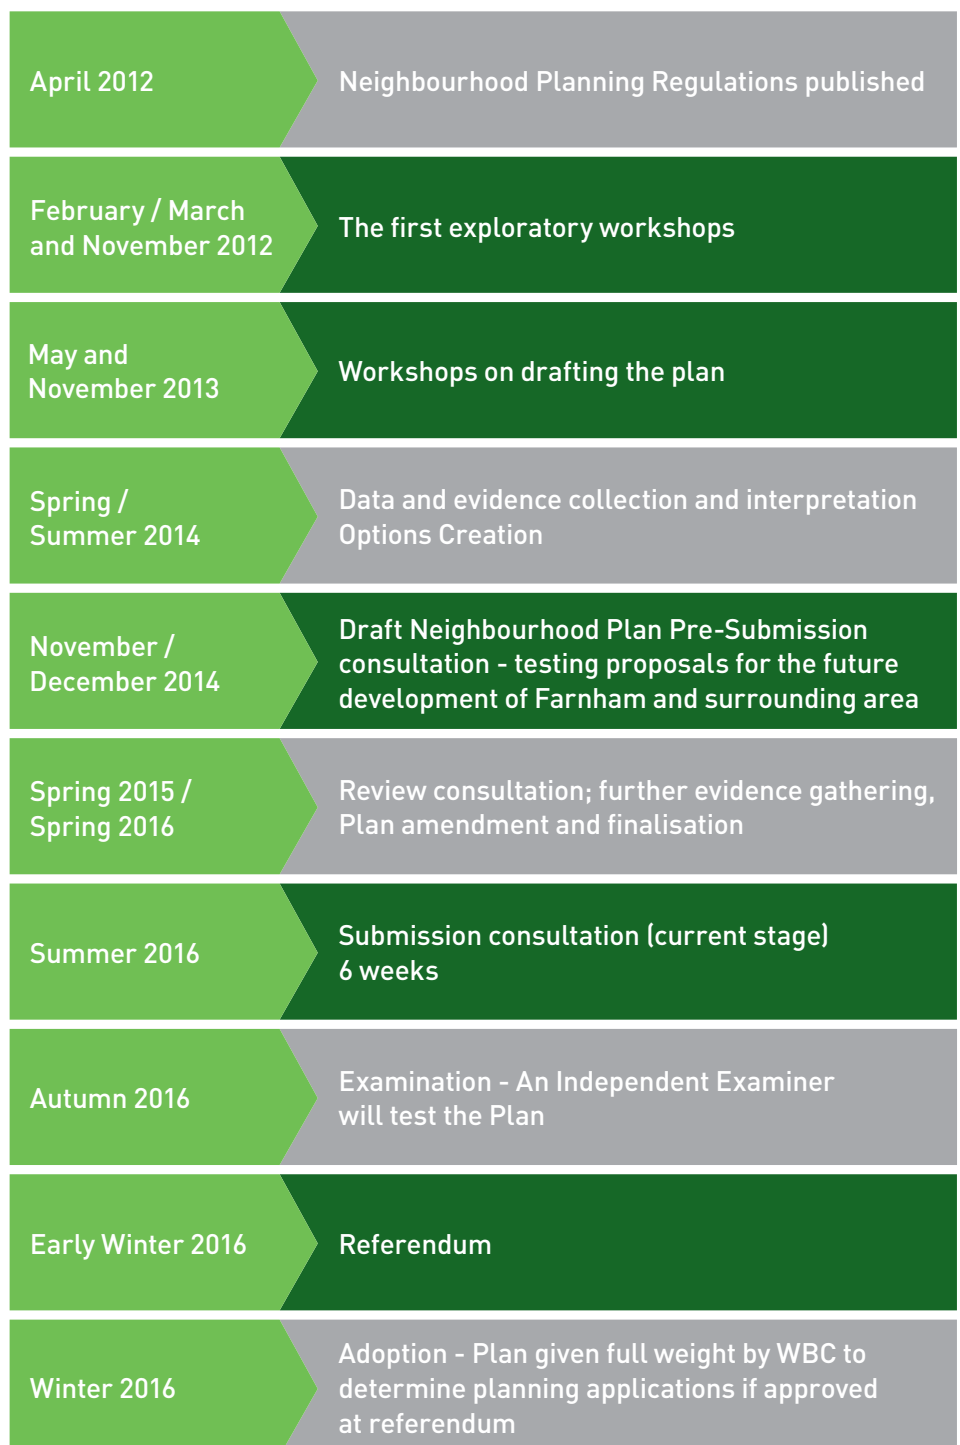 April 2012
Neighbourhood Planning Regulations published
February / March
and November 2012
The first exploratory workshops
May and
November 2013
Workshops on drafting the plan
Spring /
Summer 2014
Data and evidence collection and interpretation
Options Creation
November /
December 2014
Draft Neighbourhood Plan Pre-Submission
consultation - testing proposals for the future
development of Farnham and surrounding area
Spring 2015 /
Spring 2016
Review consultation; further evidence gathering,
Plan amendment and finalisation
Summer 2016
Submission consultation (current stage)
6 weeks
Autumn 2016
Examination - An Independent Examiner
will test the Plan
Early Winter 2016
Referendum
Winter 2016
Adoption - Plan given full weight by WBC to
determine planning applications if approved
at referendum